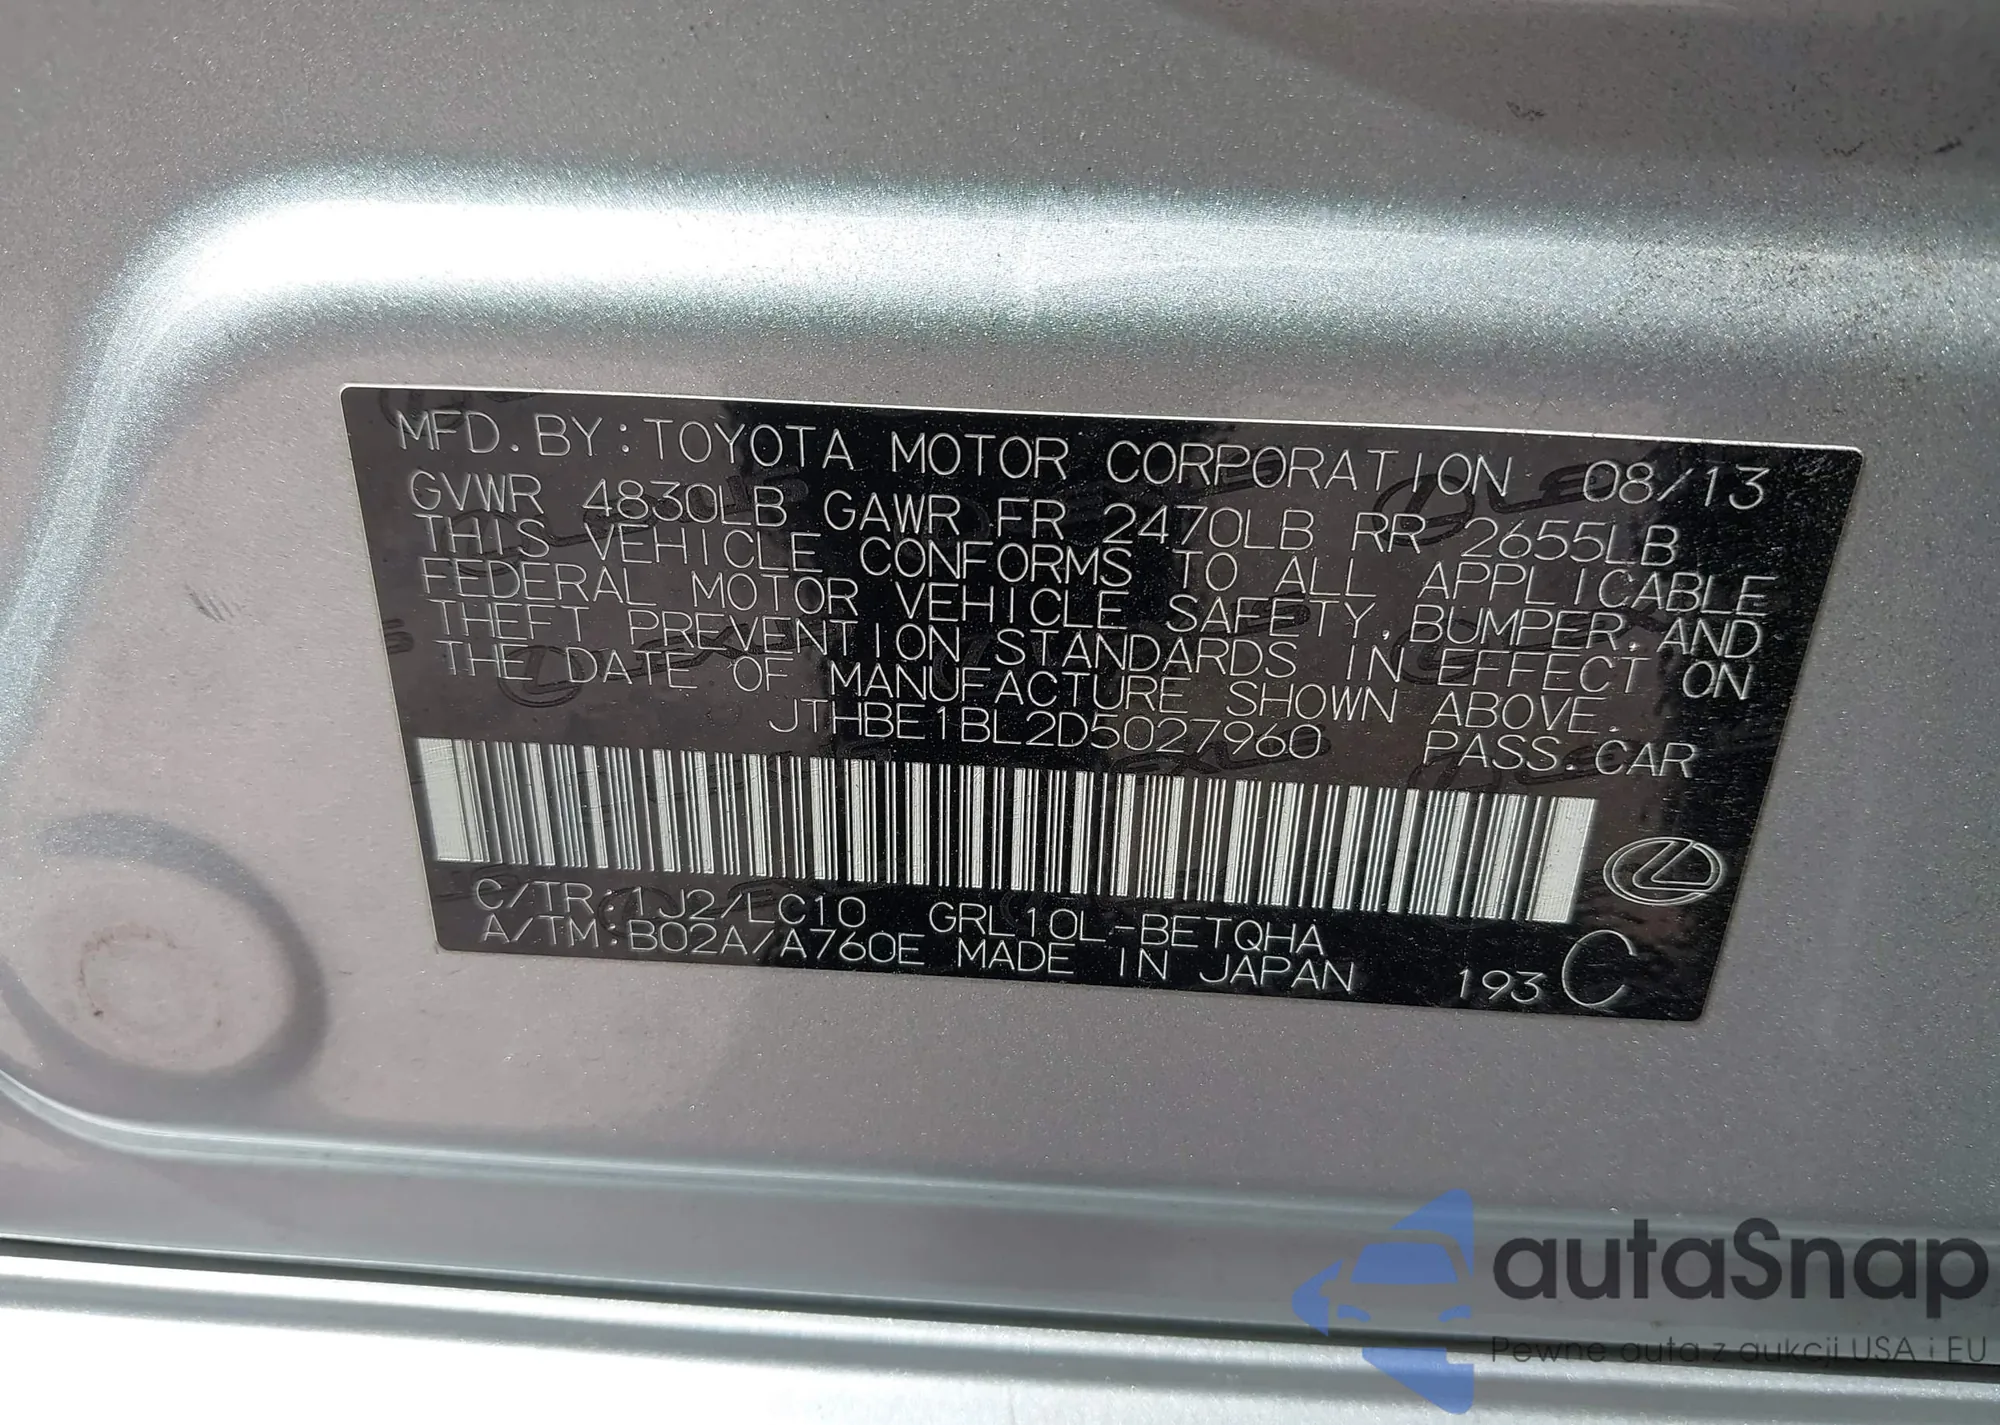 MFD. BY: TOYOTA MOTOR CORPORATION 08/13
GVWR 4830LB GAWR FR 2470LB RR 2655LB
THIS VEHICLE CONFORMS TO ALL APPLICABLE
FEDERAL MOTOR VEHICLE SAFETY, BUMPER, AND
THEFT PREVENTION STANDARDS IN EFFECT ON
THE DATE OF MANUFACTURE SHOWN ABOVE.
JTHBE1BL2D5027960 PASS. CAR
C/TR: 1J2/LC10 GRL10L-BETQHA
A/TM: B02A/A760E MADE IN JAPAN 193 C
autaSnap
Pewne auta z aukcji USA i EU